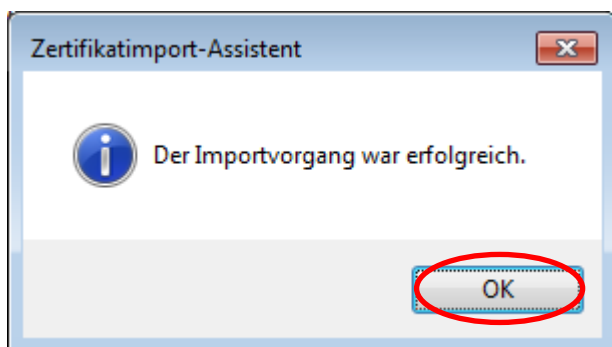 Zertifikatimport-Assistent
Der Importvorgang war erfolgreich.
OK